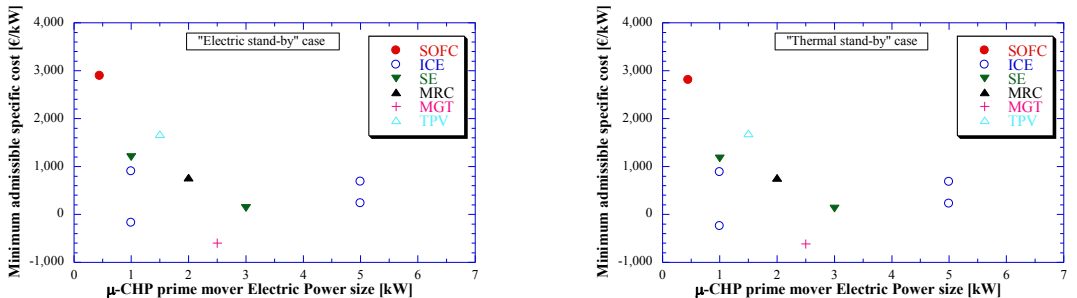 Minimum admissible specific cost [€/kW]
4,000
3,000
2,000
1,000
0
-1,000
"Electric stand-by" case
SOFC
ICE
SE
MRC
MGT
TPV
0 1 2 3 4 5 6 7
μ-CHP prime mover Electric Power size [kW]
Minimum admissible specific cost [€/kW]
4,000
3,000
2,000
1,000
0
-1,000
"Thermal stand-by" case
SOFC
ICE
SE
MRC
MGT
TPV
0 1 2 3 4 5 6 7
μ-CHP prime mover Electric Power size [kW]